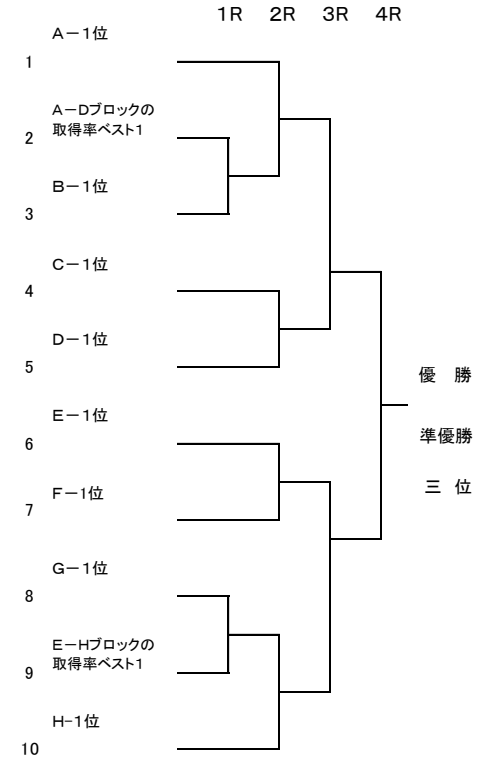 1R 2R 3R 4R
A－1位
1
A－Dブロックの
取得率ベスト1
2
B－1位
3
C－1位
4
D－1位
5
優　勝
E－1位
準優勝
6
三　位
F－1位
7
G－1位
8
E－Hブロックの
取得率ベスト1
9
H-1位
10